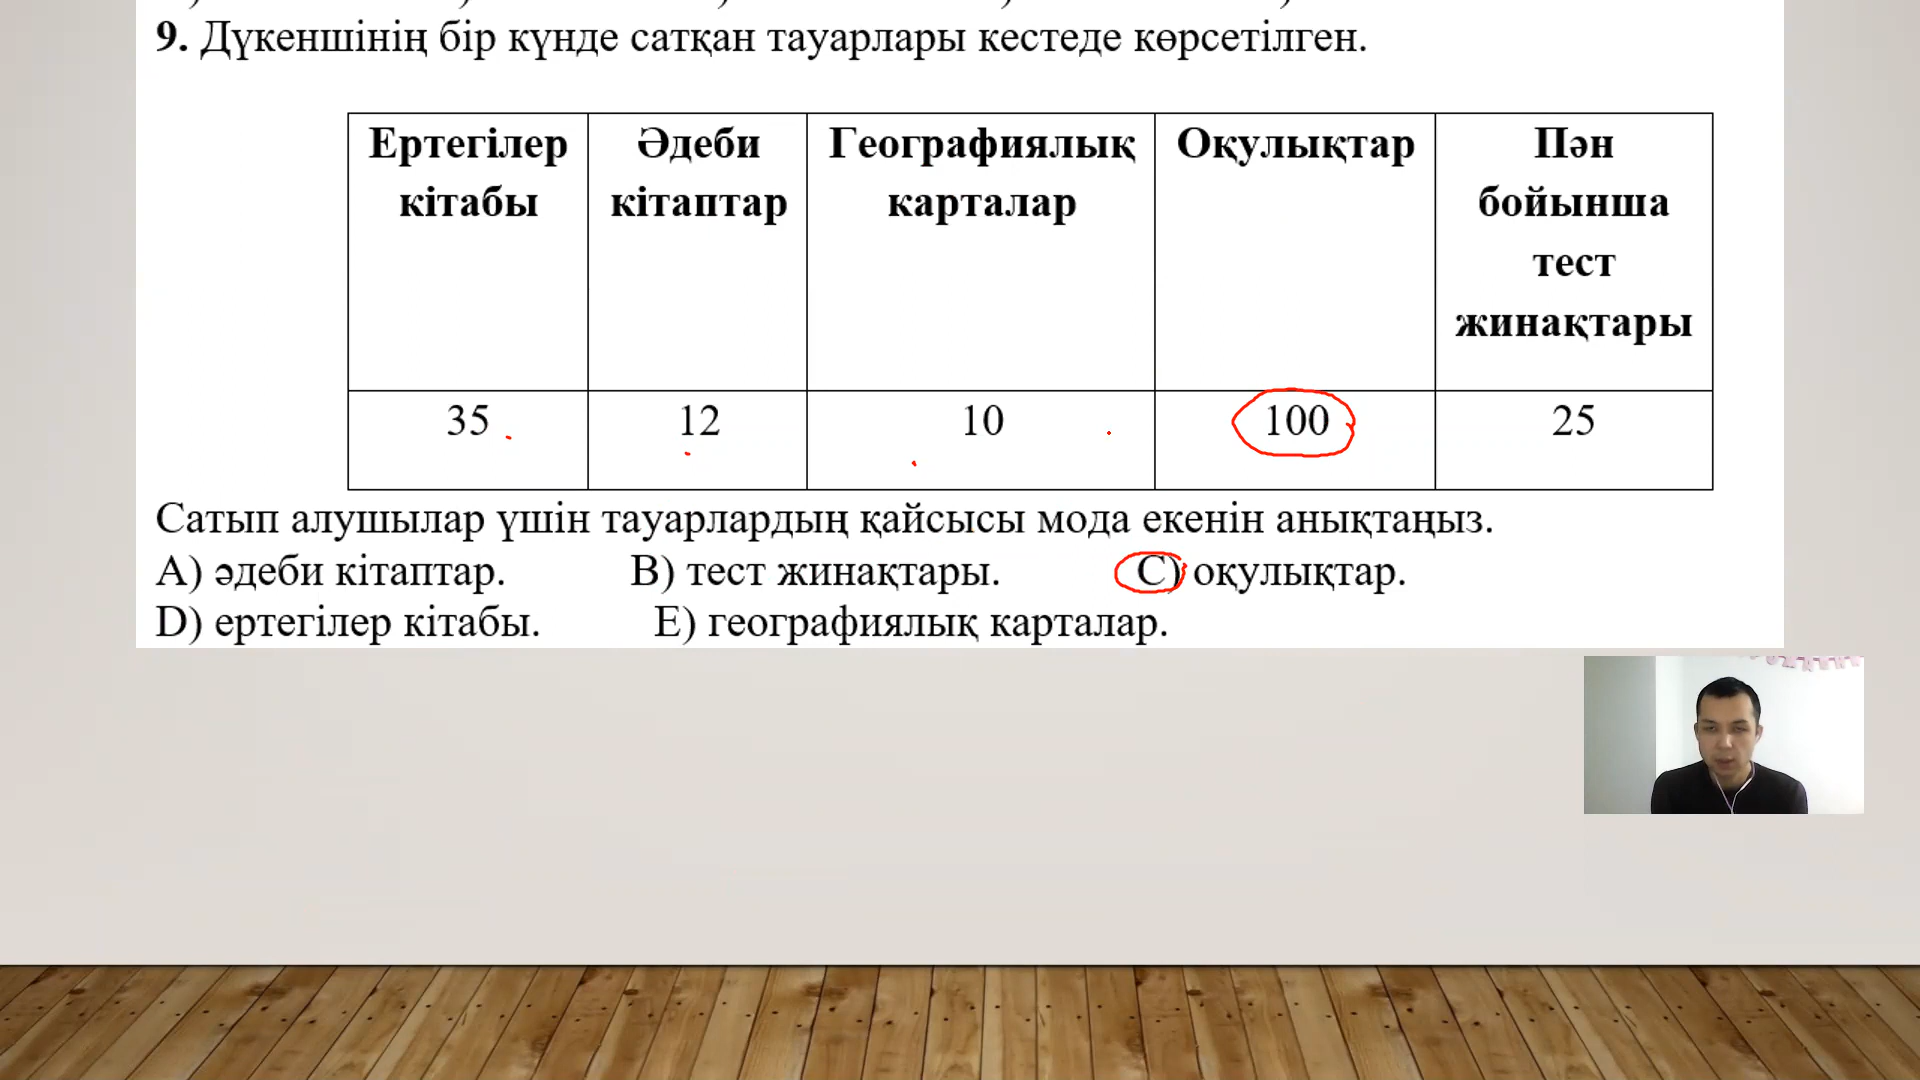 9. Дүкеншінің бір күнде сатқан тауарлары кестеде көрсетілген.
Ертегілер кітабы
Әдеби кітаптар
Географиялық карталар
Оқулықтар
Пән бойынша тест жинақтары
35 12 10 100 25
Сатып алушылар үшін тауарлардың қайсысы мода екенін анықтаңыз.
A) әдеби кітаптар. B) тест жинақтары. C) оқулықтар.
D) ертегілер кітабы. E) географиялық карталар.